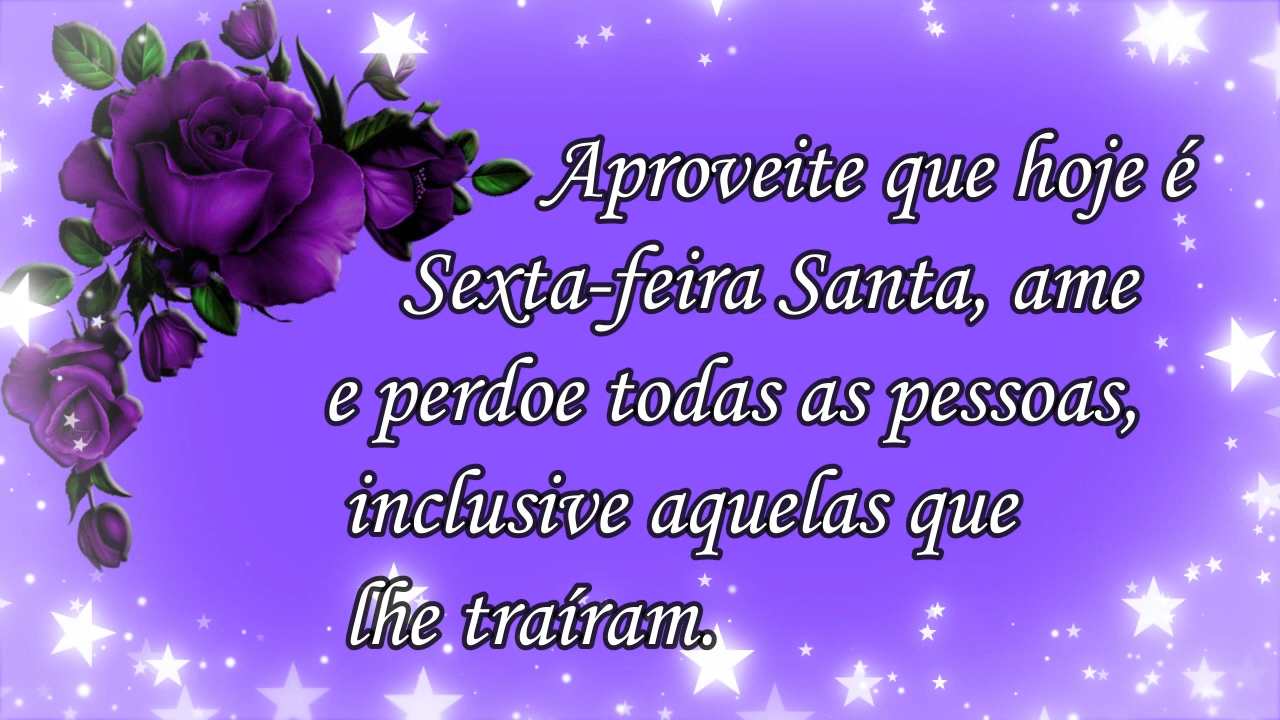 Aproveite que hoje é
Sexta-feira Santa, ame
e perdoe todas as pessoas,
inclusive aquelas que
lhe traíram.